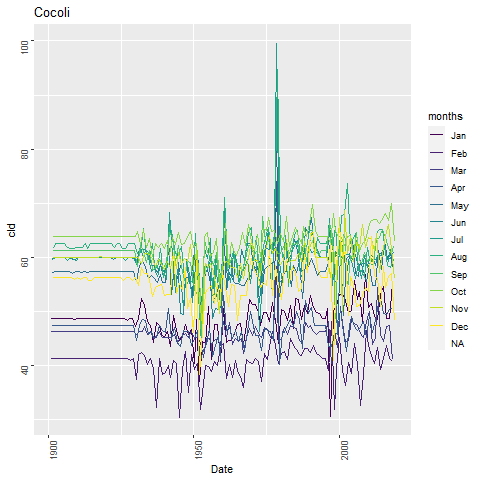 Cocoli
100
80
60
40
cld
1900
1950
2000
Date
months
Jan
Feb
Mar
Apr
May
Jun
Jul
Aug
Sep
Oct
Nov
Dec
NA